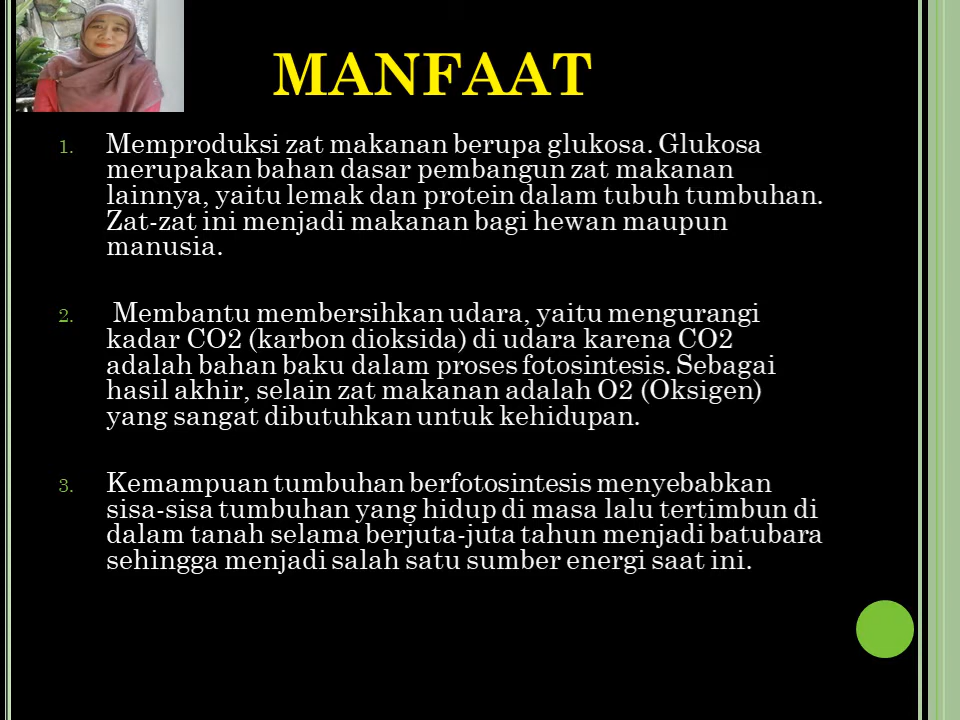 MANFAAT
1. Memproduksi zat makanan berupa glukosa. Glukosa
merupakan bahan dasar pembangun zat makanan
lainnya, yaitu lemak dan protein dalam tubuh tumbuhan.
Zat-zat ini menjadi makanan bagi hewan maupun
manusia.
2. Membantu membersihkan udara, yaitu mengurangi
kadar CO2 (karbon dioksida) di udara karena CO2
adalah bahan baku dalam proses fotosintesis. Sebagai
hasil akhir, selain zat makanan adalah O2 (Oksigen)
yang sangat dibutuhkan untuk kehidupan.
3. Kemampuan tumbuhan berfotosintesis menyebabkan
sisa-sisa tumbuhan yang hidup di masa lalu tertimbun di
dalam tanah selama berjuta-juta tahun menjadi batubara
sehingga menjadi salah satu sumber energi saat ini.